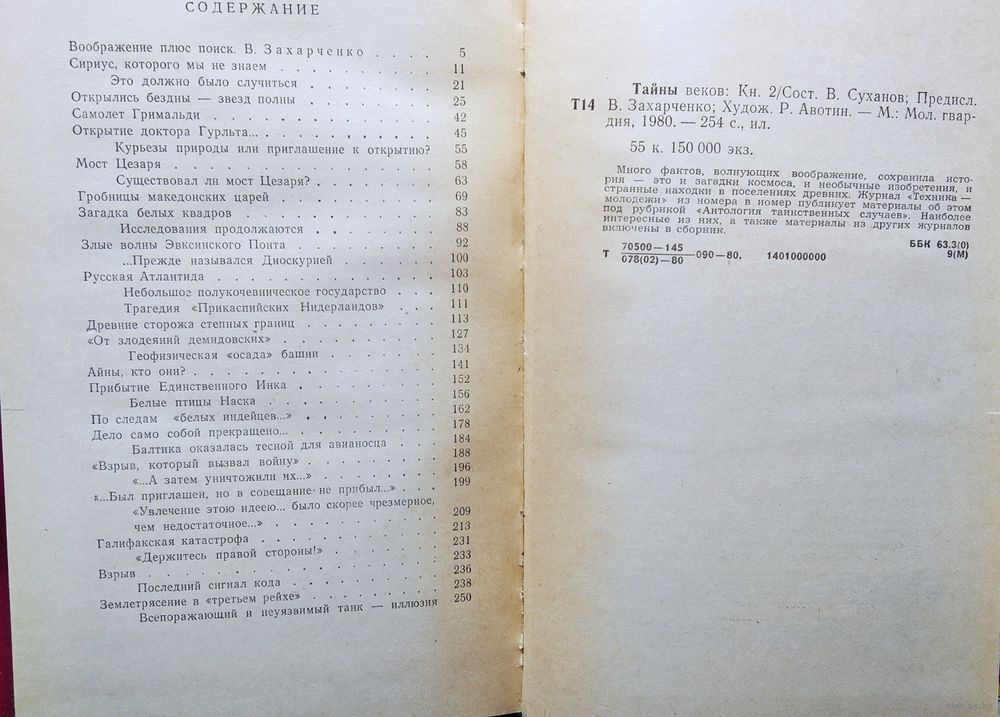 СОДЕРЖАНИЕ
Воображение плюс поиск. В. Захарченко . . . . 5
Сириус, которого мы не знаем . . . . . . . . 11
Это должно было случиться . . . . . . . 21
Открылись бездны — звезд полны . . . . . . . 25
Самолет Гримальди . . . . . . . . . . . 42
Открытие доктора Гурльта... . . . . . . . . . 45
Курьезы природы или приглашение к открытию? 55
Мост Цезаря . . . . . . . . . . . . . 58
Существовал ли мост Цезаря? . . . . . . . 63
Гробницы македонских царей . . . . . . . . 69
Загадка белых квадров . . . . . . . . . . 83
Исследования продолжаются . . . . . . . 88
Злые волны Эвксинского Понта . . . . . . . 92
...Прежде назывался Диоскурией . . . . . . 100
Русская Атлантида . . . . . . . . . . . 103
Небольшое полукочевническое государство . . . 110
Трагедия «Прикаспийских Нидерландов» . . . 111
Древние сторожа степных границ . . . . . . . 113
«От злодеяний демидовских» . . . . . . . . 127
Геофизическая «осада» башни . . . . . . 134
Айны, кто они? . . . . . . . . . . . . 141
Прибытие Единственного Инка . . . . . . . . 152
Белые птицы Наска . . . . . . . . . 156
По следам «белых индейцев...» . . . . . . . 162
Дело само собой прекращено... . . . . . . . . 178
Балтика оказалась тесной для авианосца . . . 184
«Взрыв, который вызвал войну» . . . . . . . 188
«...А затем уничтожили их...» . . . . . . . 196
«...Был приглашен, но в совещание не прибыл...» . . . 199
«Увлечение этою идеею... было скорее чрезмерное,
чем недостаточное...» . . . . . . . . . 209
Галифакская катастрофа . . . . . . . . . 213
«Держитесь правой стороны!» . . . . . . 231
Взрыв . . . . . . . . . . . . . . . 233
Последний сигнал кода . . . . . . . . 236
Землетрясение в «третьем рейхе» . . . . . . . 238
Всепоражающий и неуязвимый танк — иллюзия 250
Тайны веков: Кн. 2/Сост. В. Суханов; Предисл.
Т14 В. Захарченко; Худож. Р. Авотин. — М.: Мол. гвар-
дия, 1980. — 254 с., ил.
55 к. 150 000 экз.
Много фактов, волнующих воображение, сохранила исто-
рия — это и загадки космоса, и необычные изобретения, и
странные находки в поселениях древних. Журнал «Техника —
молодежи» из номера в номер публикует материалы об этом
под рубрикой «Антология таинственных случаев». Наиболее
интересные из них, а также материалы из других журналов
включены в сборник.
Т 70500—145
078(02)—80 —090—80. 1401000000
ББК 63.3(0)
9(М)
www.ay.by